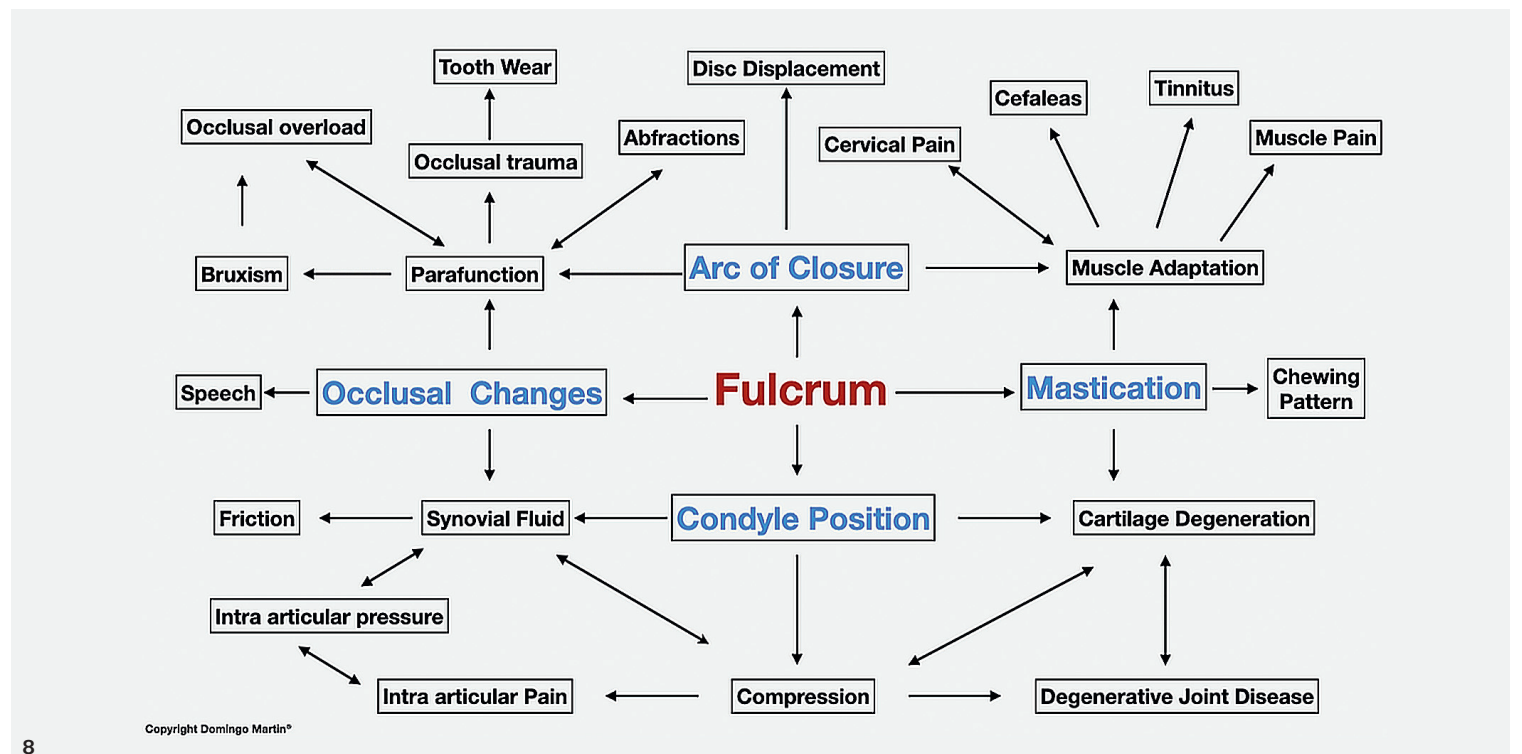 Tooth Wear
Disc Displacement
Cefaleas
Tinnitus
Occlusal overload
Abfractions
Cervical Pain
Muscle Pain
Occlusal trauma
Bruxism
Parafunction
Arc of Closure
Muscle Adaptation
Speech
Occlusal Changes
Fulcrum
Mastication
Chewing
Pattern
Friction
Synovial Fluid
Condyle Position
Cartilage Degeneration
Intra articular pressure
Intra articular Pain
Compression
Degenerative Joint Disease
Copyright Domingo Martin®
8